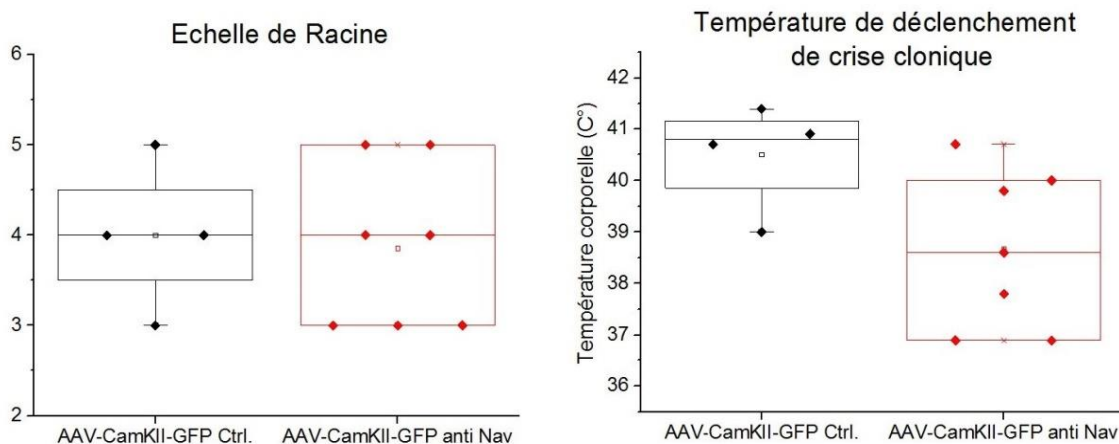 Echelle de Racine
6
5
4
3
2
AAV-CamKII-GFP Ctrl.
AAV-CamKII-GFP anti Nav
Température de déclenchement
de crise clonique
Température corporelle (C°)
42
41
40
39
38
37
36
AAV-CamKII-GFP Ctrl.
AAV-CamKII-GFP anti Nav